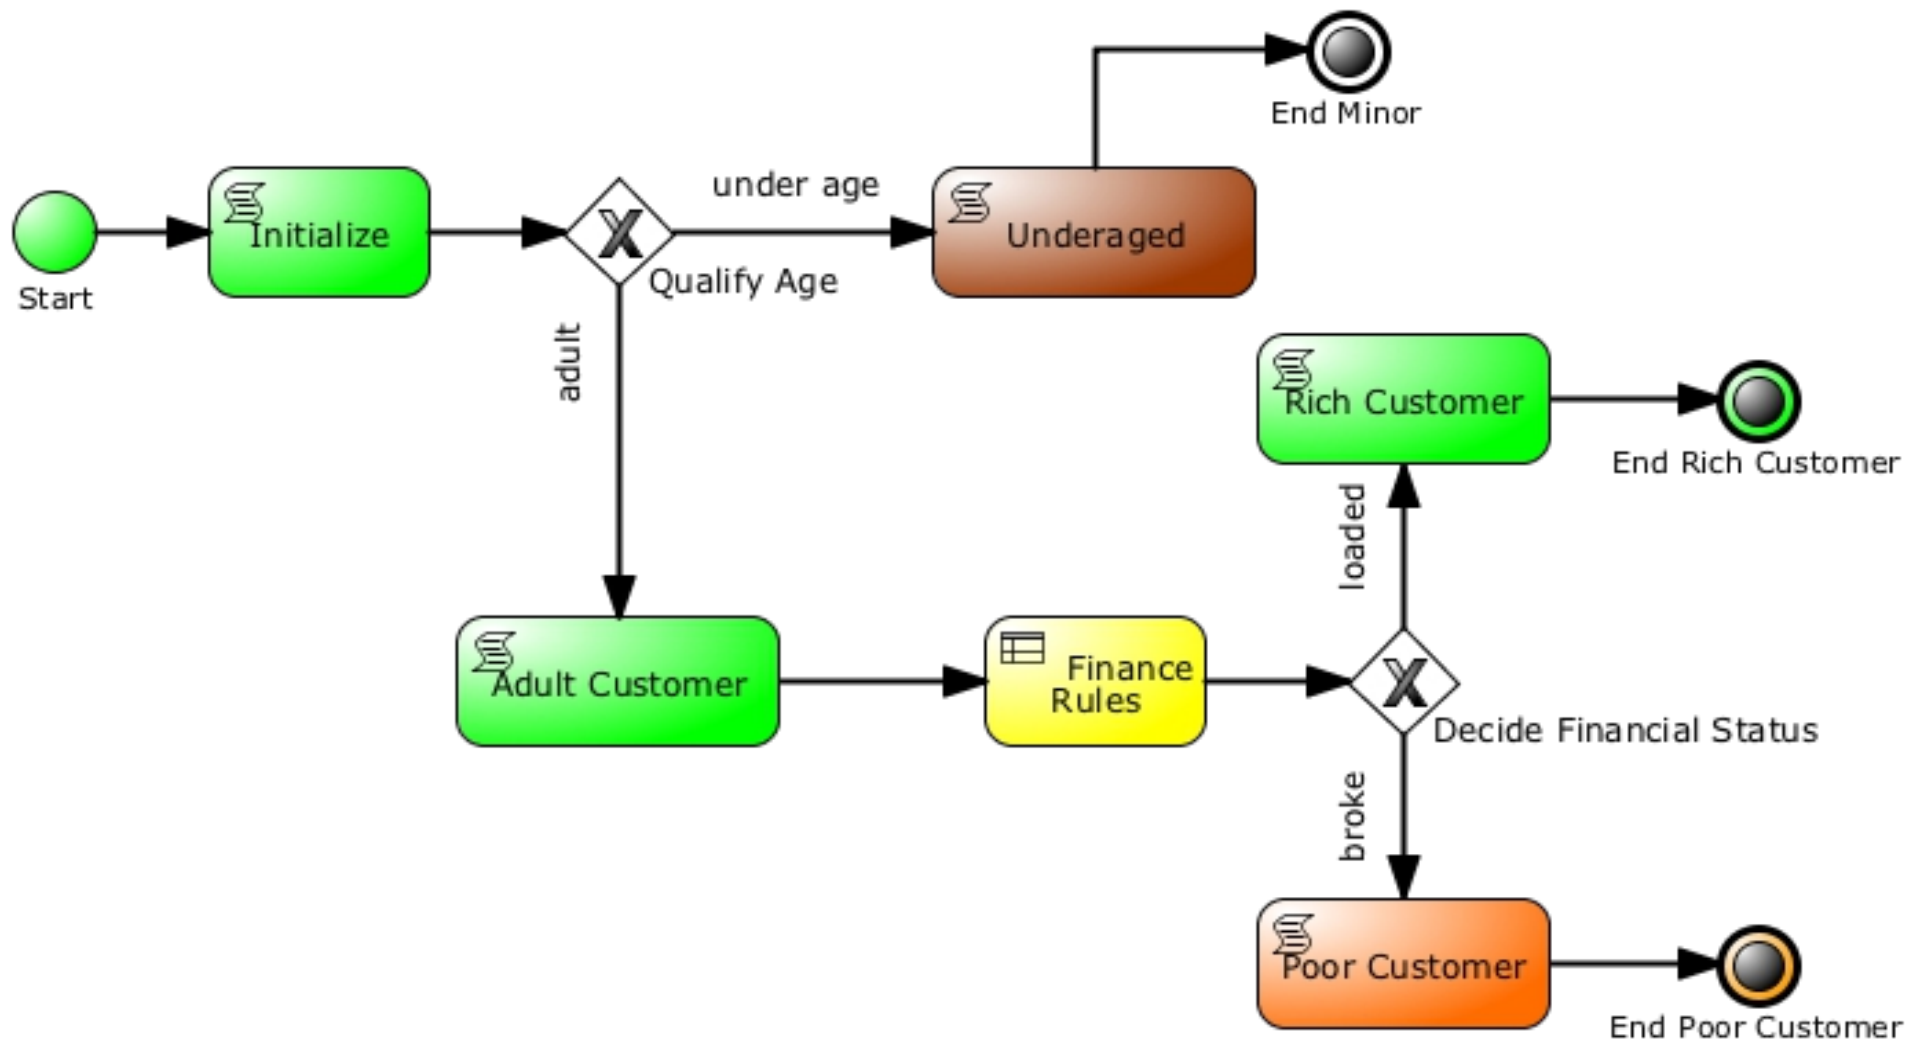 End Minor
under age
Initialize
Underaged
Start
Qualify Age
adult
Rich Customer
End Rich Customer
loaded
Adult Customer
Finance
Rules
Decide Financial Status
broke
Poor Customer
End Poor Customer